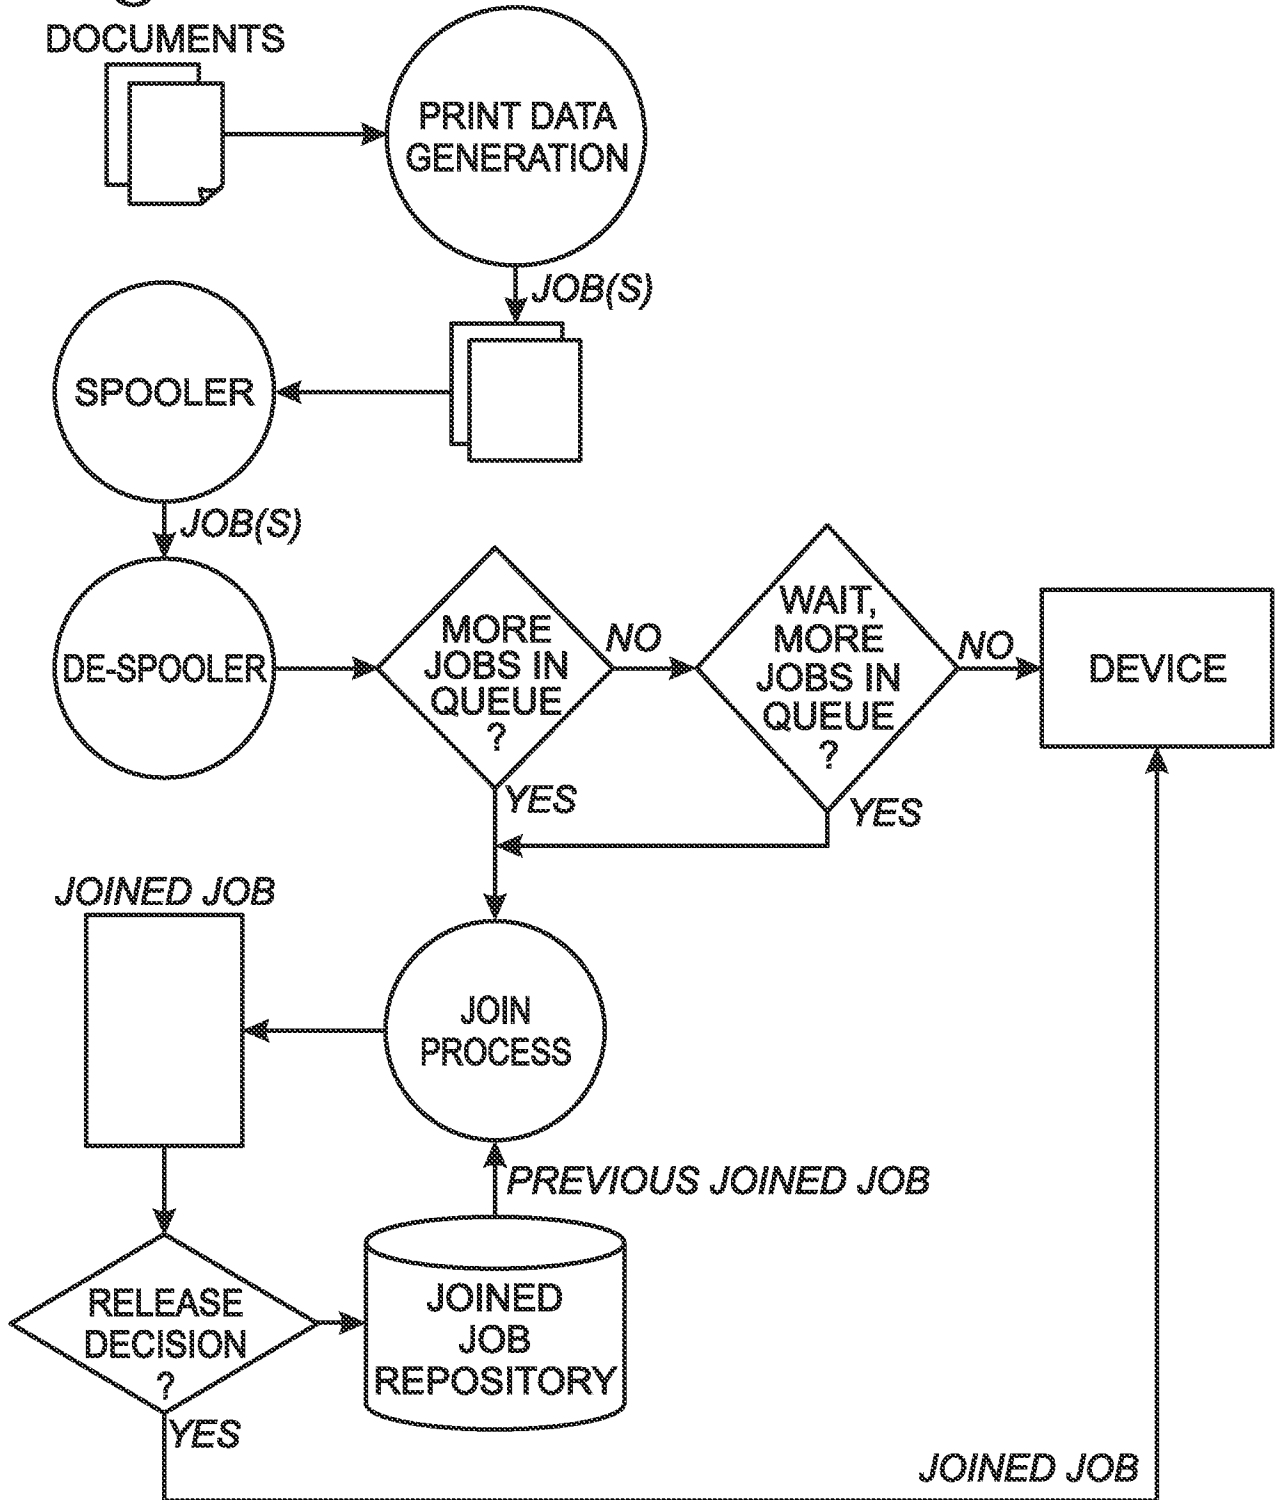 DOCUMENTS
PRINT DATA
GENERATION
JOB(S)
SPOOLER
JOB(S)
DE-SPOOLER
MORE
JOBS IN
QUEUE
?
NO
WAIT,
MORE
JOBS IN
QUEUE
?
NO
DEVICE
YES
YES
JOINED JOB
JOIN
PROCESS
PREVIOUS JOINED JOB
RELEASE
DECISION
?
JOINED
JOB
REPOSITORY
YES
JOINED JOB